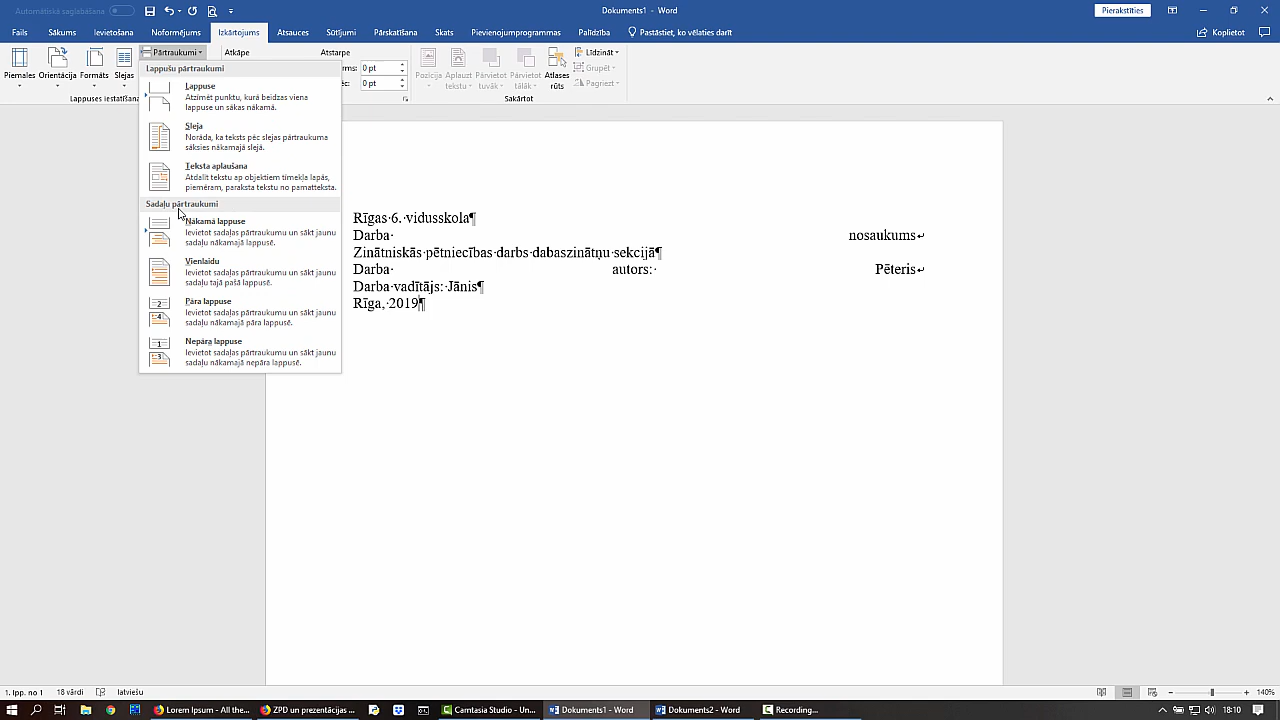 Automātiskā saglabāšana
Dokuments1 - Word
Pierakstīties
Fails
Sākums
Ievietošana
Noformējums
Izkārtojums
Atsauces
Sūtījumi
Pārskatīšana
Skats
Pievienojumprogrammas
Palīdzība
Pastāstiet, ko vēlaties darīt
Koplietot
Piemales
Orientācija
Formāts
Slejas
Pārtraukumi
Atkāpe
Atstarpe
0 pt
0 pt
Pozīcija
Aplauzt tekstu
Pārvietot tuvāk
Pārvietot tālāk
Atlases rūts
Līdzināt
Grupēt
Pagriezt
Lappuses iestatīšana
Sakārtot
Lappušu pārtraukumi
Lappuse
Atzīmēt punktu, kurā beidzas viena
lappuse un sākas nākamā.
Sleja
Norāda, ka teksts pēc slejas pārtraukuma
sāksies nākamajā slejā.
Teksta aplaušana
Atdalīt tekstu ap objektiem tīmekļa lapās,
piemēram, paraksta tekstu no pamatteksta.
Sadaļu pārtraukumi
Nākamā lappuse
Ievietot sadaļas pārtraukumu un sākt jaunu
sadaļu nākamajā lappusē.
Vienlaidu
Ievietot sadaļas pārtraukumu un sākt jaunu
sadaļu tajā pašā lappusē.
Pāra lappuse
Ievietot sadaļas pārtraukumu un sākt jaunu
sadaļu nākamajā pāra lappusē.
Nepāra lappuse
Ievietot sadaļas pārtraukumu un sākt jaunu
sadaļu nākamajā nepāra lappusē.
Rīgas·6.·vidusskola¶
Darba· nosaukums↵
Zinātniskās·pētniecības·darbs·dabaszinātņu·sekcijā¶
Darba· autors:· Pēteris↵
Darba·vadītājs:·Jānis¶
Rīga,·2019¶
1. lpp. no 1
18 vārdi
latviešu
140%
Lorem Ipsum - All the...
ZPD un prezentācijas ...
Camtasia Studio - Un...
Dokuments1 - Word
Dokuments2 - Word
Recording...
18:10